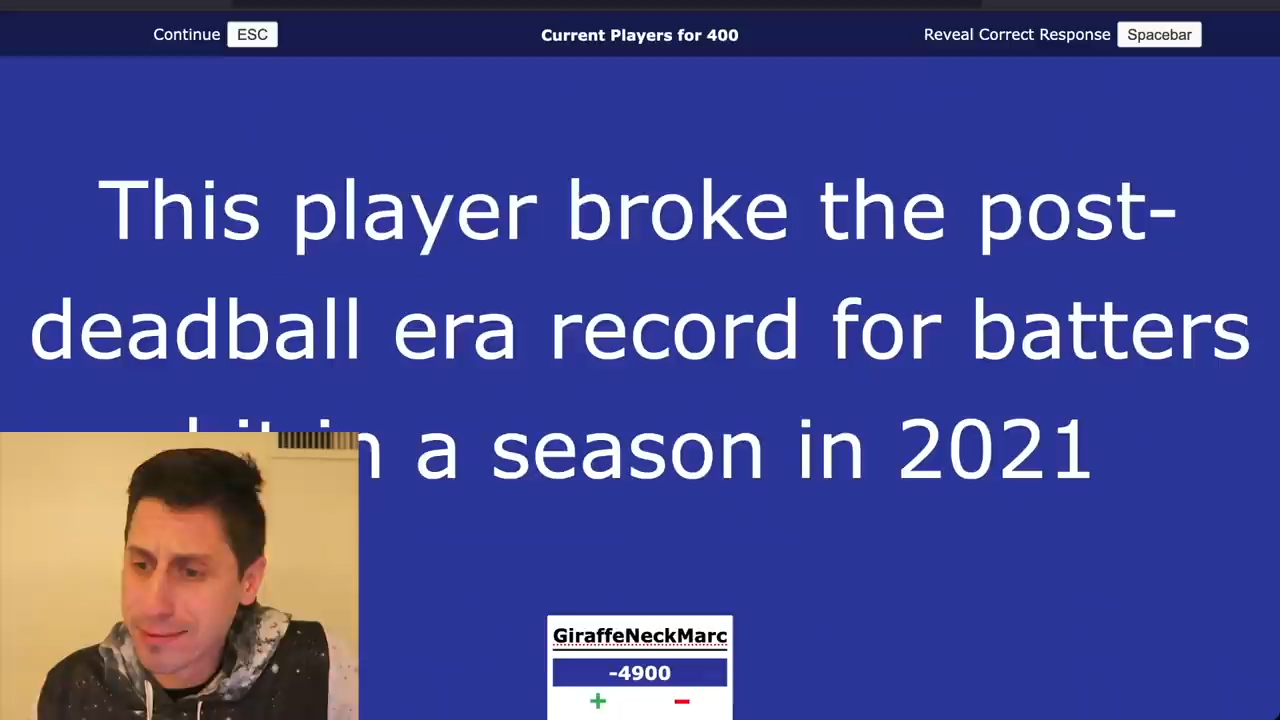 Continue ESC
Current Players for 400
Reveal Correct Response Spacebar
This player broke the post-
deadball era record for batters
in a season in 2021
GiraffeNeckMarc
-4900
+ −